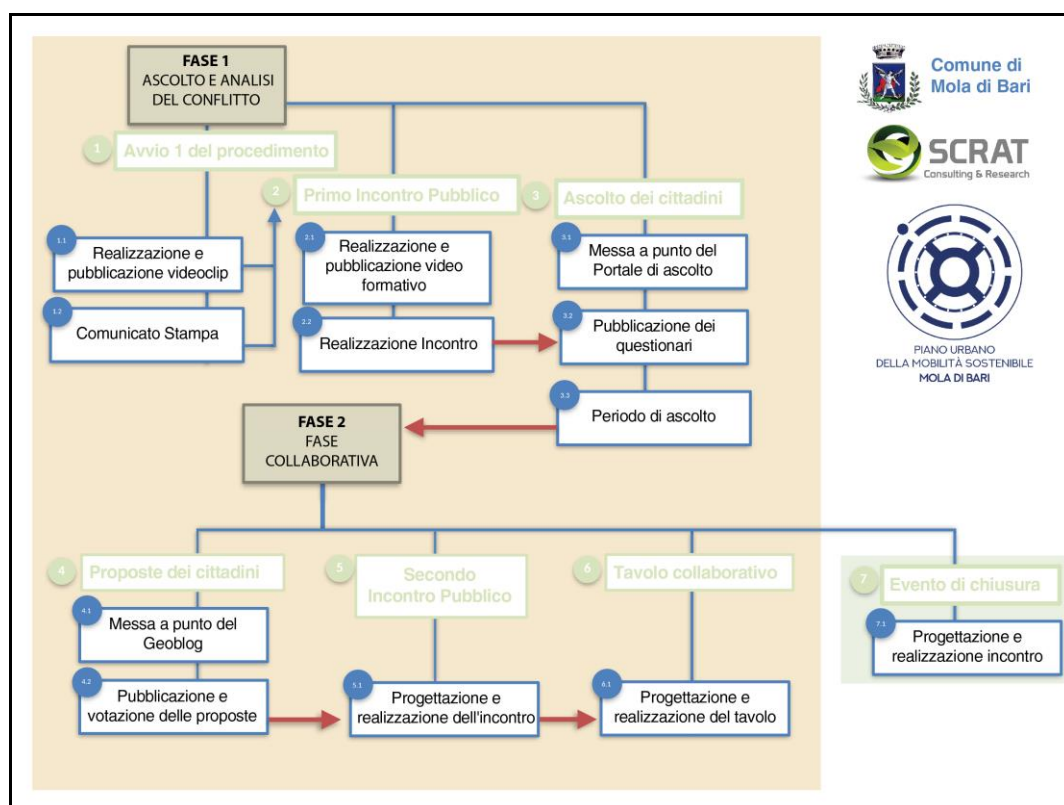 FASE 1
ASCOLTO E ANALISI
DEL CONFLITTO
Comune di
Mola di Bari
SCRAT
Consulting & Research
1
Avvio 1 del procedimento
2
Primo Incontro Pubblico
3
Ascolto dei cittadini
1.1
Realizzazione e
pubblicazione videoclip
1.2
Comunicato Stampa
2.1
Realizzazione e
pubblicazione video
formativo
2.2
Realizzazione Incontro
3.1
Messa a punto del
Portale di ascolto
3.2
Pubblicazione dei
questionari
3.3
Periodo di ascolto
PIANO URBANO
DELLA MOBILITÀ SOSTENIBILE
MOLA DI BARI
FASE 2
FASE
COLLABORATIVA
4
Proposte dei cittadini
4.1
Messa a punto del
Geoblog
4.2
Pubblicazione e
votazione delle proposte
5
Secondo
Incontro Pubblico
5.1
Progettazione e
realizzazione dell'incontro
6
Tavolo collaborativo
6.1
Progettazione e
realizzazione del tavolo
7
Evento di chiusura
7.1
Progettazione e
realizzazione incontro